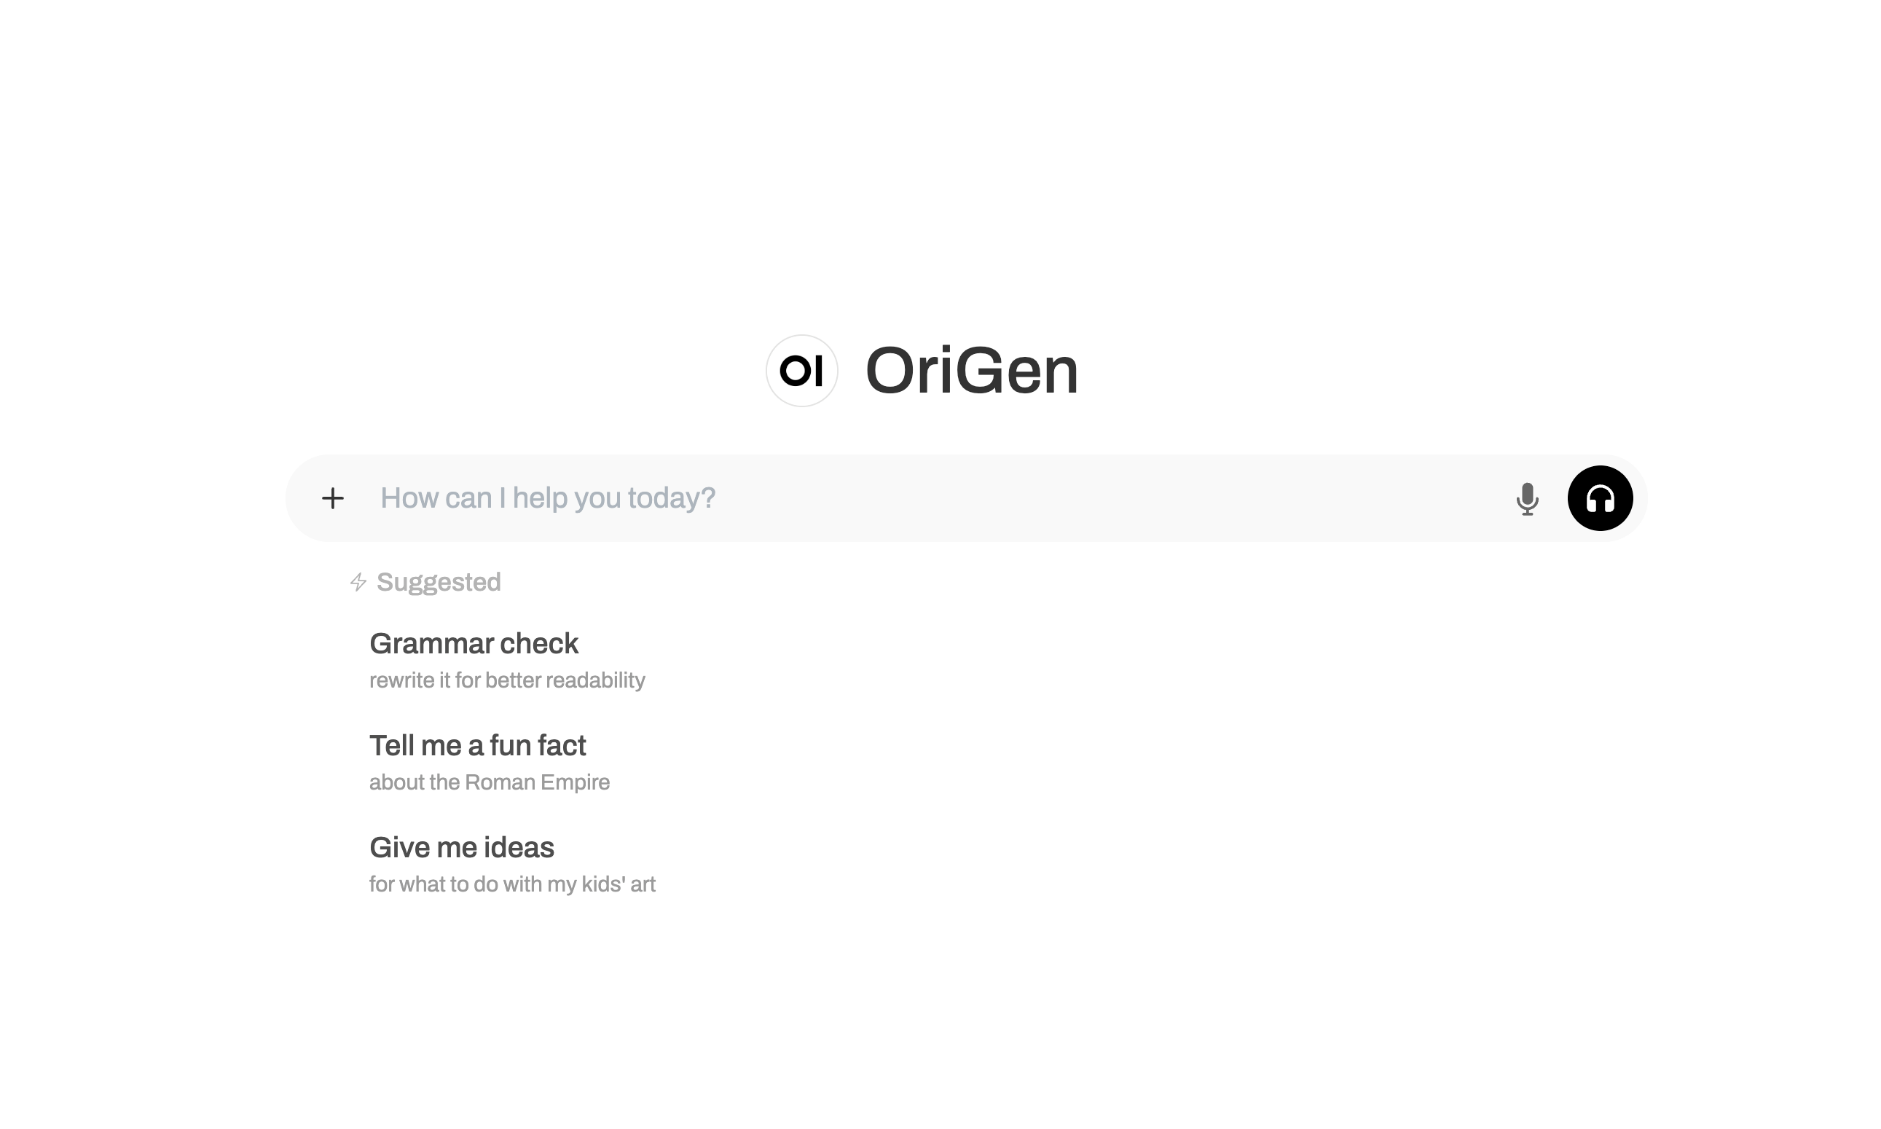 OI OriGen
How can I help you today?
Suggested
Grammar check
rewrite it for better readability
Tell me a fun fact
about the Roman Empire
Give me ideas
for what to do with my kids' art